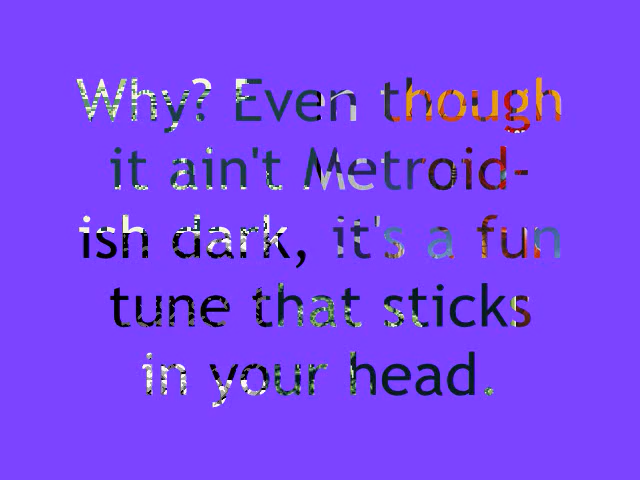 Why? Even though
it ain't Metroid-
ish dark, it's a fun
tune that sticks
in your head.